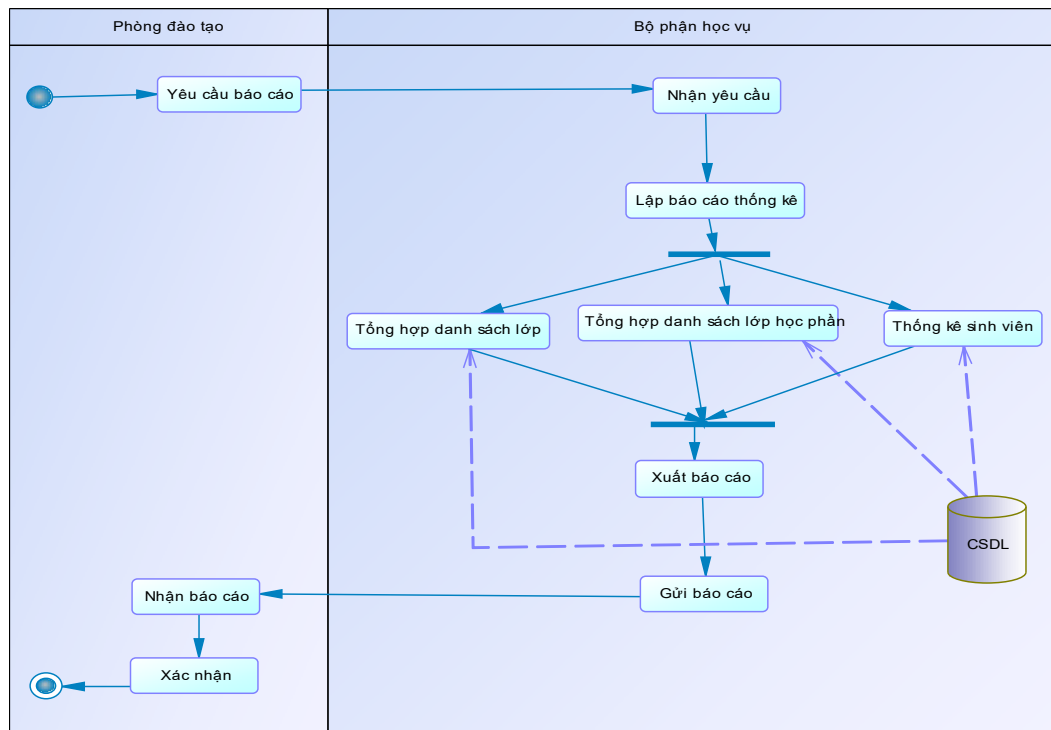 Phòng đào tạo
Bộ phận học vụ
Yêu cầu báo cáo
Nhận yêu cầu
Lập báo cáo thống kê
Tổng hợp danh sách lớp
Tổng hợp danh sách lớp học phần
Thống kê sinh viên
Xuất báo cáo
CSDL
Nhận báo cáo
Gửi báo cáo
Xác nhận